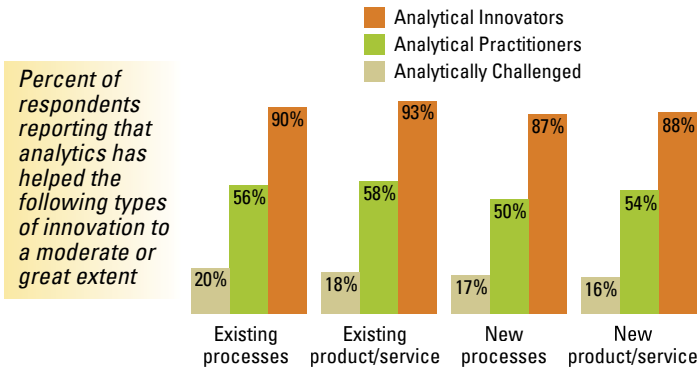 Analytical Innovators
Analytical Practitioners
Analytically Challenged
Percent of
respondents
reporting that
analytics has
helped the
following types
of innovation to
a moderate or
great extent
20%
56%
90%
18%
58%
93%
17%
50%
87%
16%
54%
88%
Existing
processes
Existing
product/service
New
processes
New
product/service